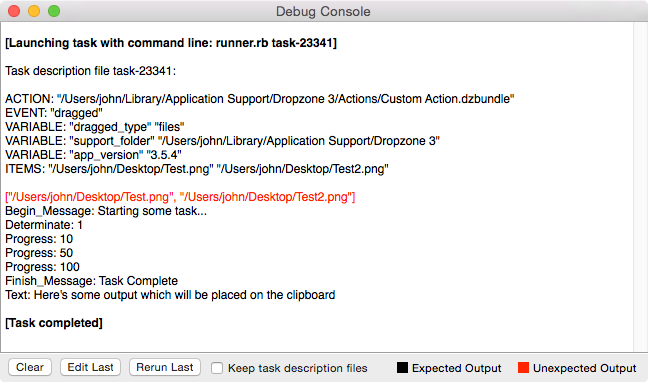 Debug Console
[Launching task with command line: runner.rb task-23341]
Task description file task-23341:
ACTION: "/Users/john/Library/Application Support/Dropzone 3/Actions/Custom Action.dzbundle"
EVENT: "dragged"
VARIABLE: "dragged_type" "files"
VARIABLE: "support_folder" "/Users/john/Library/Application Support/Dropzone 3"
VARIABLE: "app_version" "3.5.4"
ITEMS: "/Users/john/Desktop/Test.png" "/Users/john/Desktop/Test2.png"
["/Users/john/Desktop/Test.png", "/Users/john/Desktop/Test2.png"]
Begin_Message: Starting some task...
Determinate: 1
Progress: 10
Progress: 50
Progress: 100
Finish_Message: Task Complete
Text: Here's some output which will be placed on the clipboard
[Task completed]
Clear Edit Last Rerun Last Keep task description files Expected Output Unexpected Output